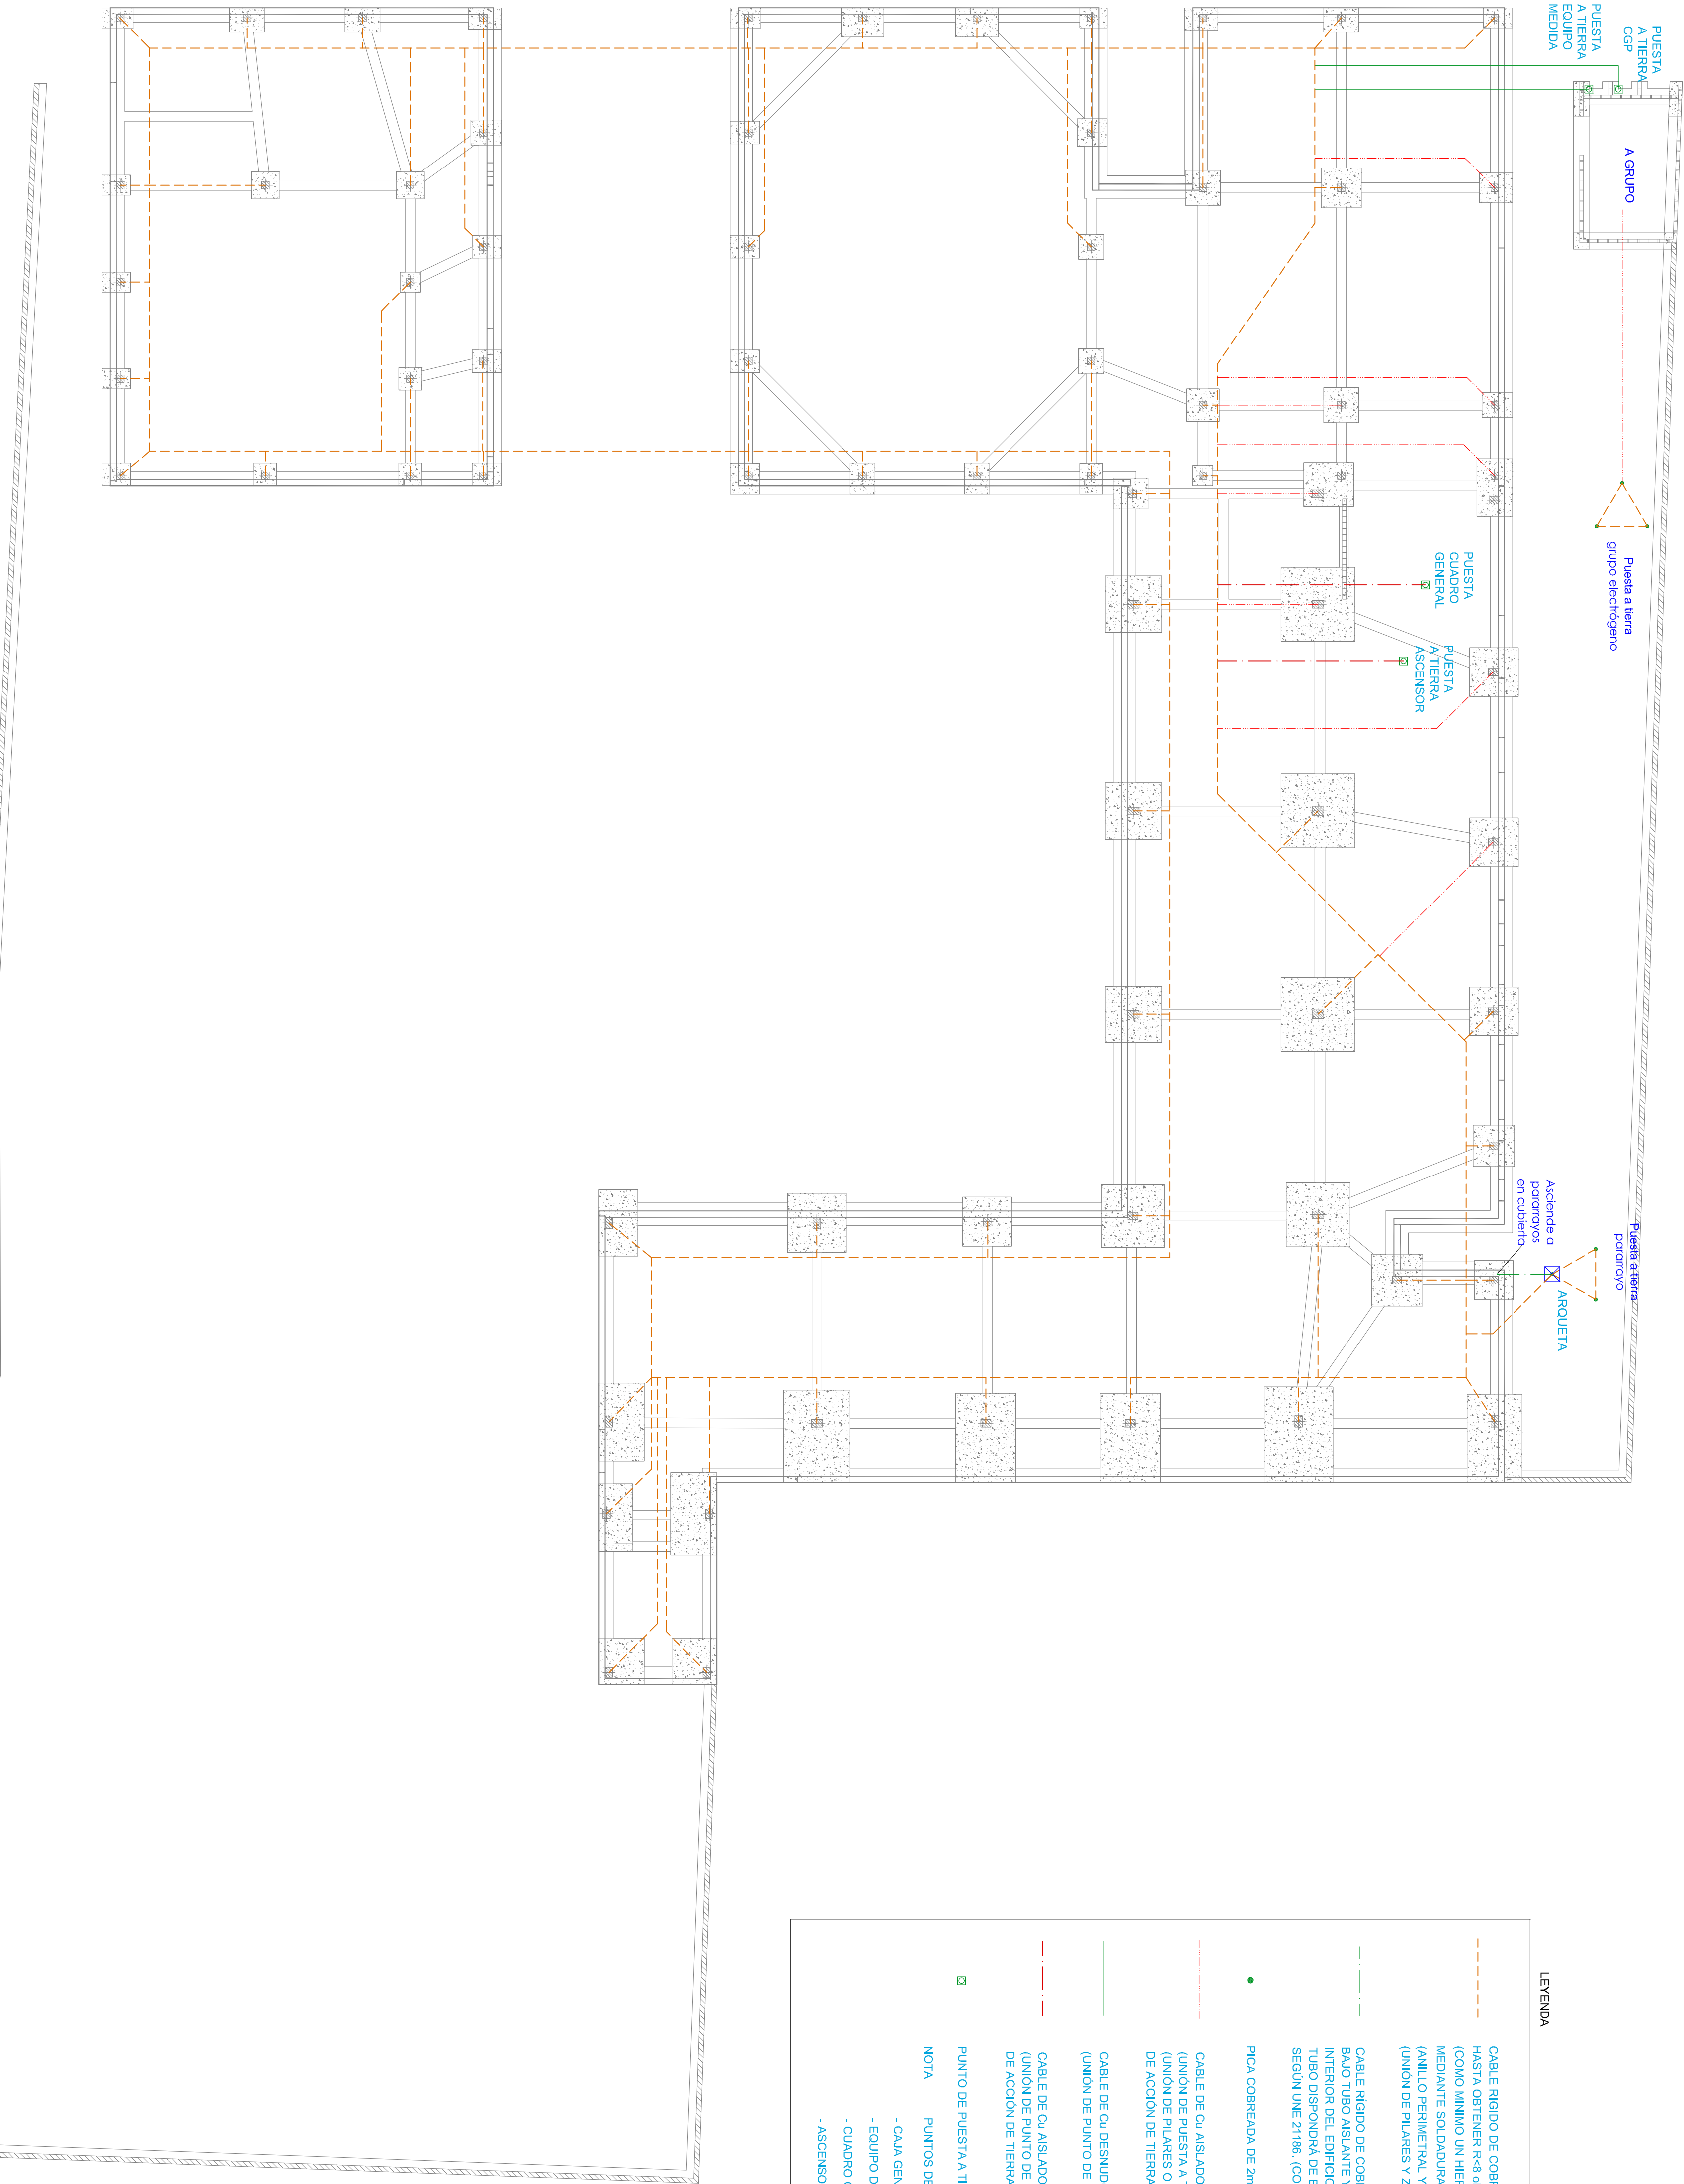 PUESTA
A TIERRA
CGP
PUESTA
A TIERRA
EQUIPO
MEDIDA
A GRUPO
Puesta a tierra
grupo electrógeno
PUESTA
CUADRO
GENERAL
PUESTA
A TIERRA
ASCENSOR
Puesta a tierra
pararrayo
Asciende a
pararrayos
en cubierta
ARQUETA
LEYENDA
CABLE RIGIDO DE COBR
HASTA OBTENER R<8 o
(COMO MINIMO UN HIER
MEDIANTE SOLDADURA
(ANILLO PERIMETRAL Y
(UNIÓN DE PILARES Y Z
CABLE RÍGIDO DE COB
BAJO TUBO AISLANTE Y
INTERIOR DEL EDIFICIO
TUBO DISPONDRÁ DE E
SEGÚN UNE 21186. (CO
PICA COBREADA DE 2m
CABLE DE Cu AISLADO
(UNIÓN DE PUESTA A T
(UNIÓN DE PILARES O
DE ACCIÓN DE TIERRA
CABLE DE Cu DESNUD
(UNIÓN DE PUNTO DE
CABLE DE Cu AISLADO
(UNIÓN DE PUNTO DE
DE ACCIÓN DE TIERRA
PUNTO DE PUESTA A TI
NOTA PUNTOS DE
- CAJA GEN
- EQUIPO D
- CUADRO
- ASCENSO